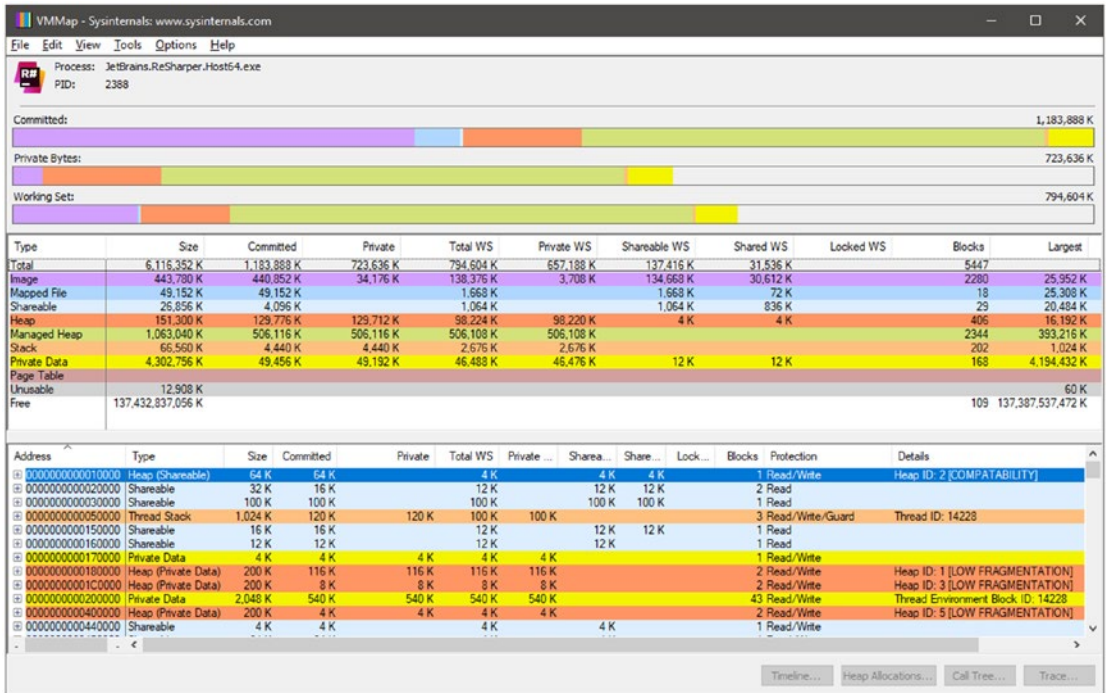 VMMap - Sysinternals: www.sysinternals.com
File Edit View Tools Options Help
R#
Process: JetBrains.ReSharper.Host64.exe
PID: 2388
Committed: 1,183,888 K
Private Bytes: 723,636 K
Working Set: 794,604 K
Type Size Committed Private Total WS Private WS Shareable WS Shared WS Locked WS Blocks Largest
Total 6,116,352 K 1,183,888 K 723,636 K 794,604 K 657,188 K 137,416 K 31,536 K 5447
Image 443,780 K 440,852 K 34,176 K 138,376 K 3,708 K 134,668 K 30,612 K 2280 25,952 K
Mapped File 49,152 K 49,152 K 1,668 K 1,668 K 72 K 18 25,308 K
Shareable 26,856 K 4,096 K 1,064 K 1,064 K 836 K 29 20,484 K
Heap 151,300 K 129,776 K 129,712 K 98,224 K 98,220 K 4 K 4 K 406 16,192 K
Managed Heap 1,063,040 K 506,116 K 506,116 K 506,108 K 506,108 K 2344 393,216 K
Stack 66,560 K 4,440 K 4,440 K 2,676 K 2,676 K 202 1,024 K
Private Data 4,302,756 K 49,456 K 49,192 K 46,488 K 46,476 K 12 K 12 K 168 4,194,432 K
Page Table
Unusable 12,908 K 60 K
Free 137,432,837,056 K 109 137,387,537,472 K
Address Type Size Committed Private Total WS Private ... Sharea... Share... Lock... Blocks Protection Details
0000000000010000 Heap (Shareable) 64 K 64 K 4 K 4 K 4 K 1 Read/Write Heap ID: 2 [COMPATABILITY]
0000000000020000 Shareable 32 K 16 K 12 K 12 K 12 K 2 Read
0000000000030000 Shareable 100 K 100 K 100 K 100 K 100 K 1 Read
0000000000050000 Thread Stack 1,024 K 120 K 120 K 100 K 100 K 3 Read/Write/Guard Thread ID: 14228
0000000000150000 Shareable 16 K 16 K 12 K 12 K 12 K 1 Read
0000000000160000 Shareable 12 K 12 K 12 K 12 K 1 Read
0000000000170000 Private Data 4 K 4 K 4 K 4 K 4 K 1 Read/Write
0000000000180000 Heap (Private Data) 200 K 116 K 116 K 116 K 116 K 2 Read/Write Heap ID: 1 [LOW FRAGMENTATION]
00000000001C0000 Heap (Private Data) 200 K 8 K 8 K 8 K 8 K 2 Read/Write Heap ID: 3 [LOW FRAGMENTATION]
0000000000200000 Private Data 2,048 K 540 K 540 K 540 K 540 K 43 Read/Write Thread Environment Block ID: 14228
0000000000400000 Heap (Private Data) 200 K 4 K 4 K 4 K 4 K 2 Read/Write Heap ID: 5 [LOW FRAGMENTATION]
0000000000440000 Shareable 4 K 4 K 4 K 4 K 1 Read/Write
Timeline... Heap Allocations... Call Tree... Trace...